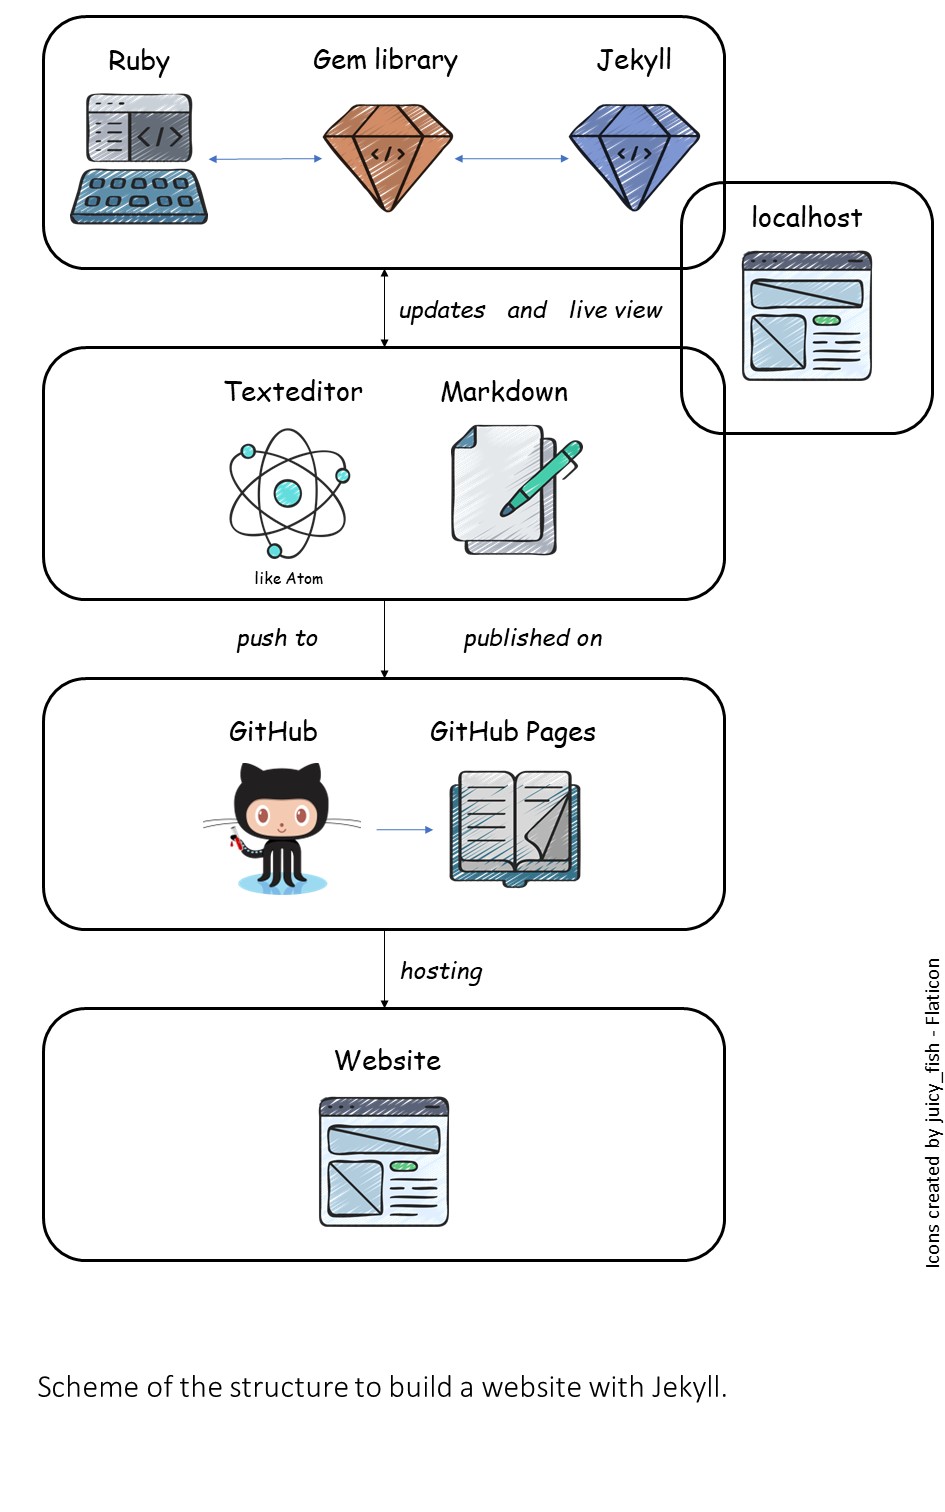 Ruby
Gem library
Jekyll
localhost
updates and live view
Texteditor
Markdown
like Atom
push to
published on
GitHub
GitHub Pages
hosting
Website
Icons created by juicy_fish - Flaticon
Scheme of the structure to build a website with Jekyll.